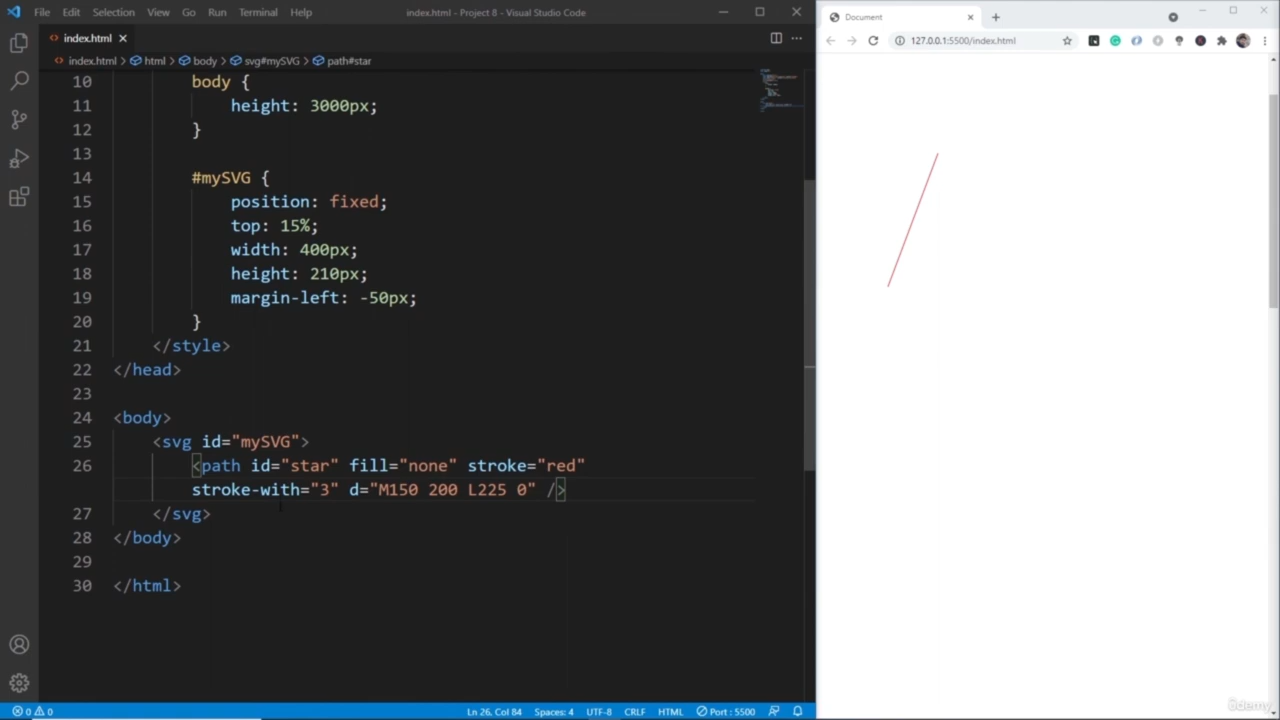 File Edit Selection View Go Run Terminal Help
index.html - Project 8 - Visual Studio Code
index.html
index.html > html > body > svg#mySVG > path#star
10 body {
11 height: 3000px;
12 }
13
14 #mySVG {
15 position: fixed;
16 top: 15%;
17 width: 400px;
18 height: 210px;
19 margin-left: -50px;
20 }
21 </style>
22 </head>
23
24 <body>
25 <svg id="mySVG">
26 <path id="star" fill="none" stroke="red"
stroke-with="3" d="M150 200 L225 0" />
27 </svg>
28 </body>
29
30 </html>
0 0
Ln 26, Col 84 Spaces: 4 UTF-8 CRLF HTML Port : 5500
Document
127.0.0.1:5500/index.html
ûdemy